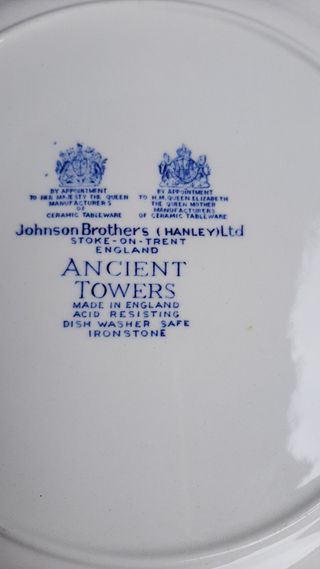 BY APPOINTMENT
TO HER MAJESTY THE QUEEN
MANUFACTURERS
OF
CERAMIC TABLEWARE
BY APPOINTMENT
TO H.M. QUEEN ELIZABETH
THE QUEEN MOTHER
MANUFACTURERS
OF CERAMIC TABLEWARE
Johnson Brothers (HANLEY) Ltd
STOKE-ON-TRENT
ENGLAND
ANCIENT
TOWERS
MADE IN ENGLAND
ACID RESISTING
DISH WASHER SAFE
IRONSTONE